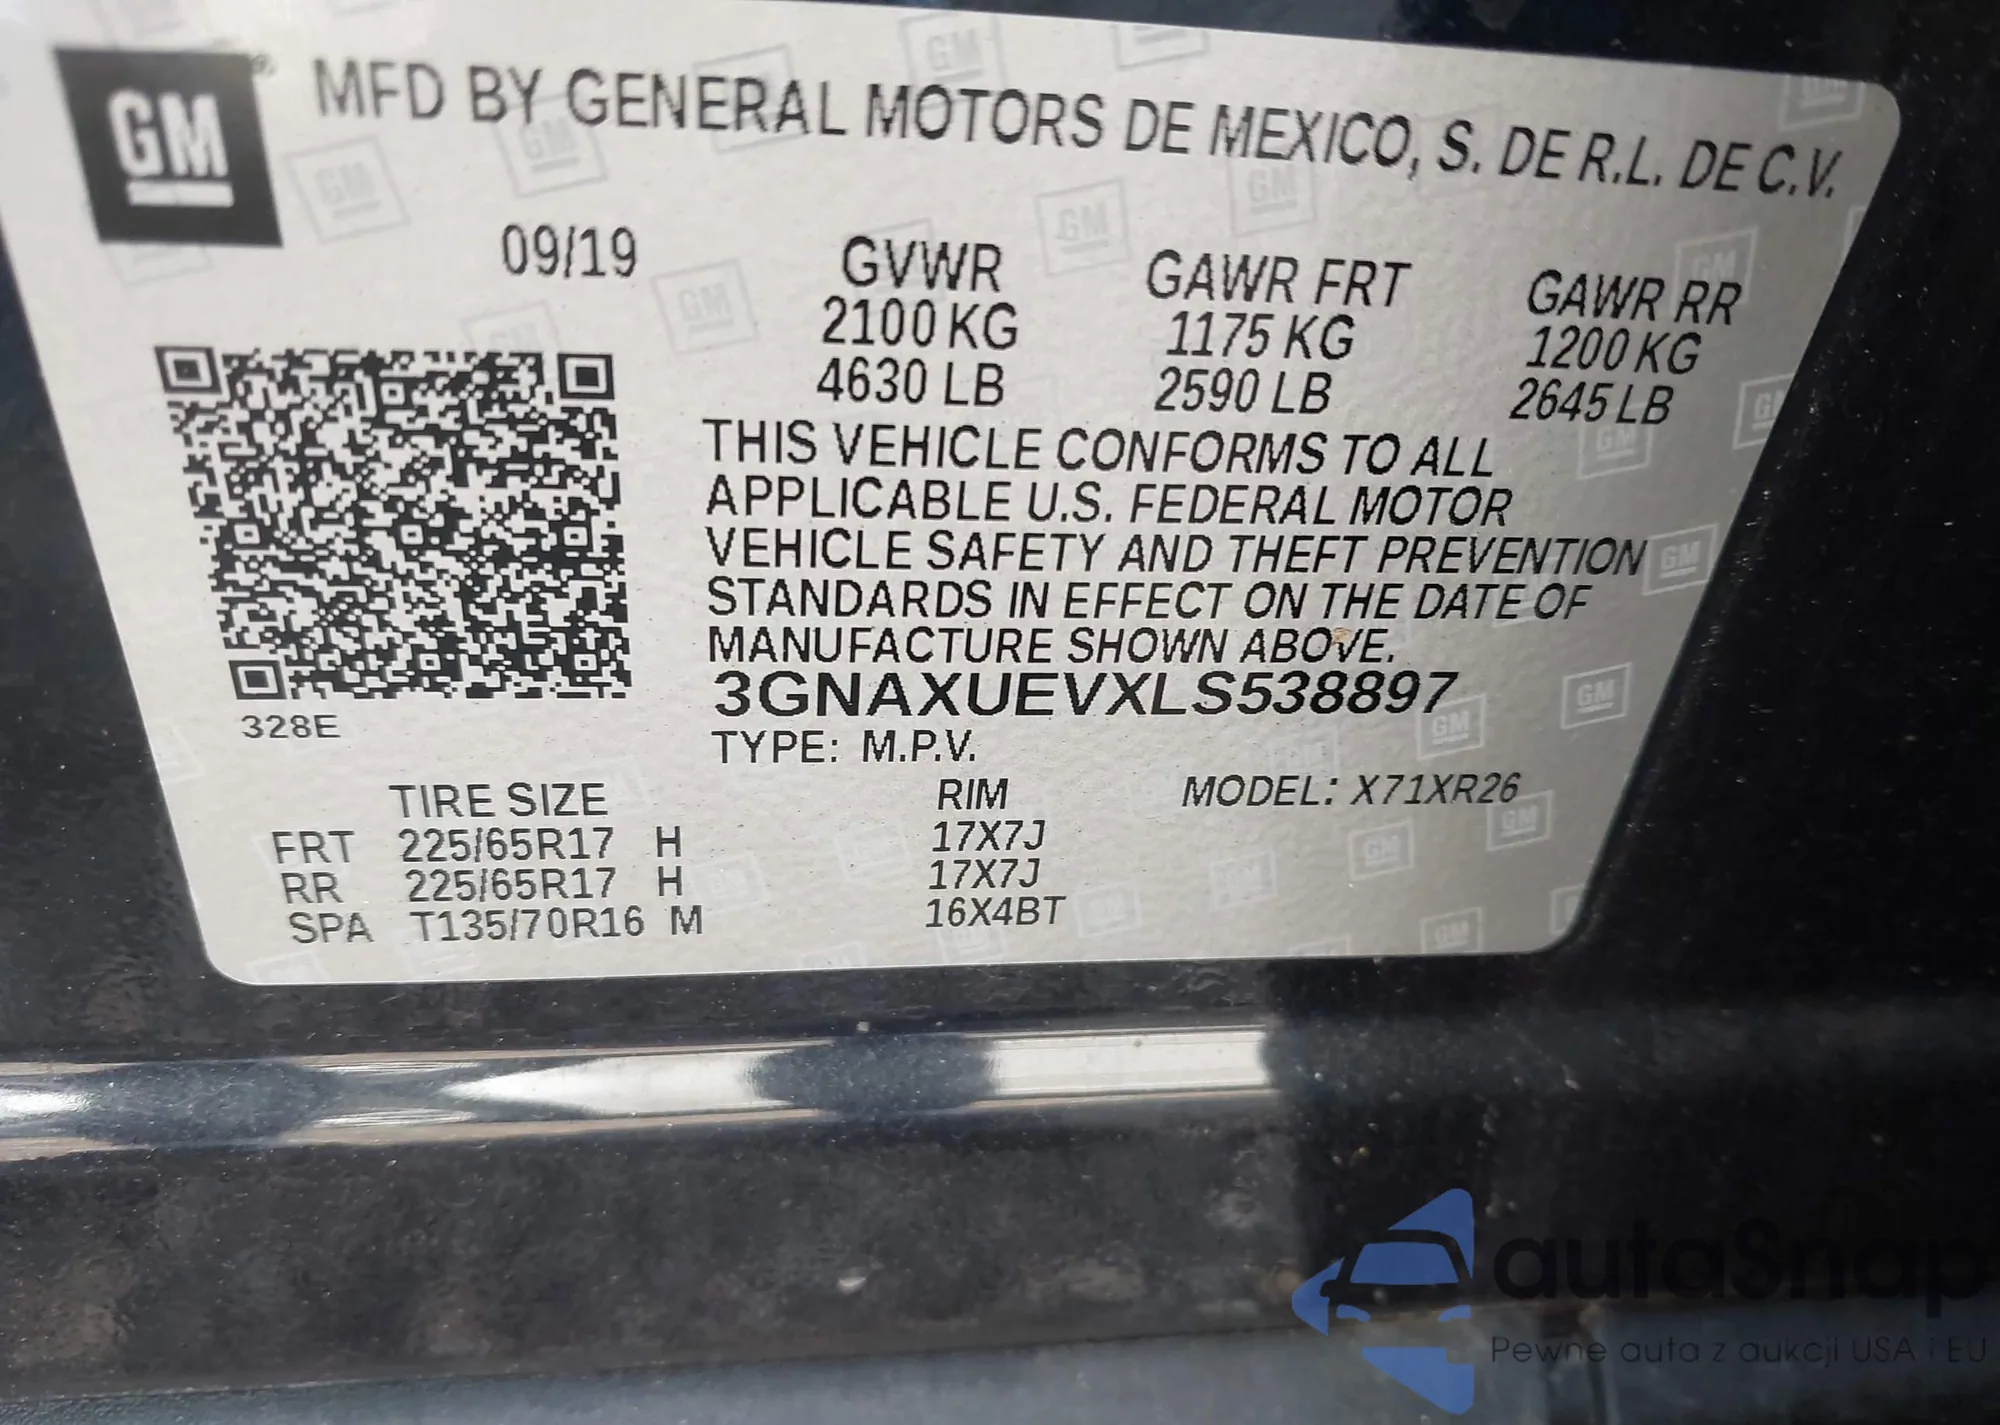 GM
MFD BY GENERAL MOTORS DE MEXICO, S. DE R.L. DE C.V.
09/19
GVWR GAWR FRT GAWR RR
2100 KG 1175 KG 1200 KG
4630 LB 2590 LB 2645 LB
THIS VEHICLE CONFORMS TO ALL
APPLICABLE U.S. FEDERAL MOTOR
VEHICLE SAFETY AND THEFT PREVENTION
STANDARDS IN EFFECT ON THE DATE OF
MANUFACTURE SHOWN ABOVE.
3GNAXUEVXLS538897
328E
TYPE: M.P.V.
TIRE SIZE RIM MODEL: X71XR26
FRT 225/65R17 H 17X7J
RR 225/65R17 H 17X7J
SPA T135/70R16 M 16X4BT
autaSnap
Pewne auta z aukcji USA i EU